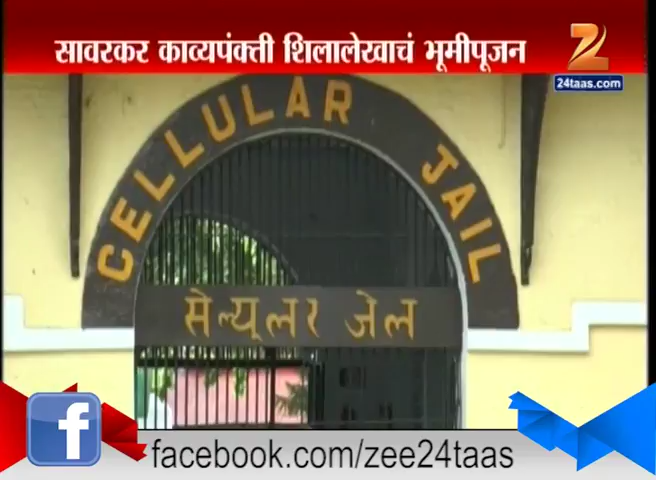 सावरकर काव्यपंक्ती शिलालेखाचं भूमीपूजन
24taas.com
CELLULAR JAIL
सेल्यूलर जेल
facebook.com/zee24taas